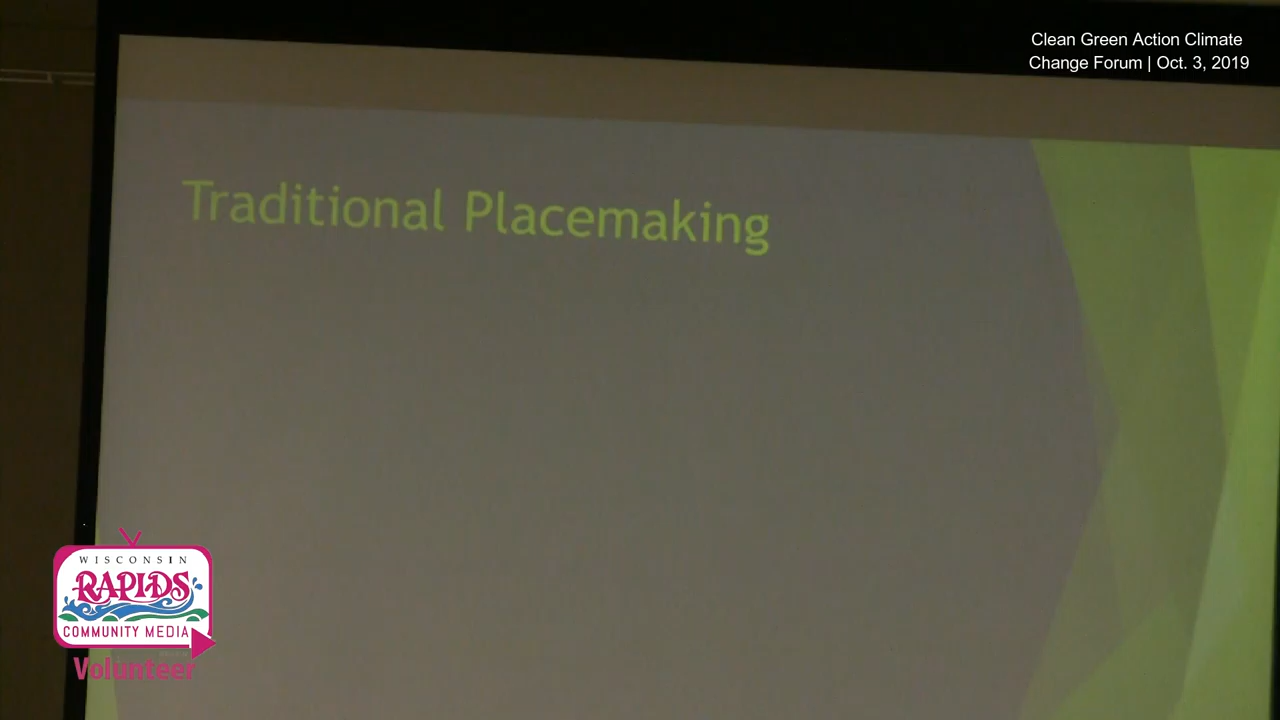 Clean Green Action Climate
Change Forum | Oct. 3, 2019
Traditional Placemaking
WISCONSIN
RAPIDS
COMMUNITY MEDIA
Volunteer